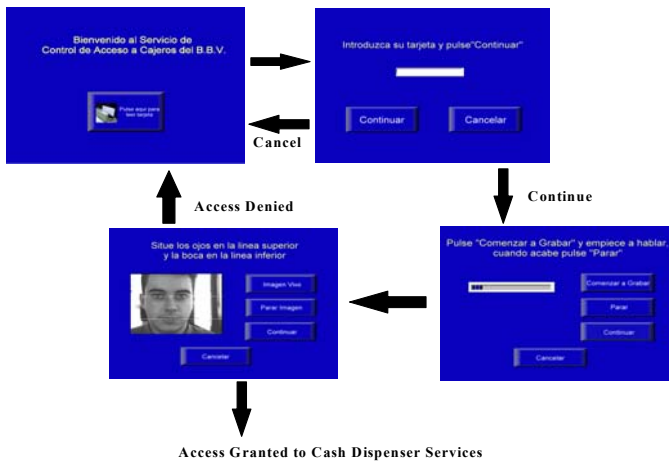 Bienvenido al Servicio de
Control de Acceso a Cajeros del B.B.V.
Pulse aqui para
leer tarjeta
Introduzca su tarjeta y pulse"Continuar"
Continuar
Cancelar
Cancel
Continue
Access Denied
Situe los ojos en la linea superior
y la boca en la linea inferior
Imagen Vivo
Parar Imagen
Continuar
Cancelar
Pulse "Comenzar a Grabar" y empiece a hablar,
cuando acabe pulse "Parar"
Comenzar a Grabar
Parar
Continuar
Cancelar
Access Granted to Cash Dispenser Services